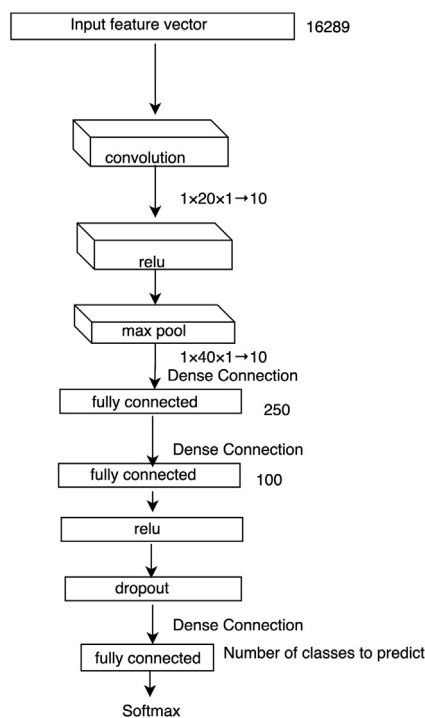 Input feature vector
16289
convolution
1×20×1→10
relu
max pool
1×40×1→10
Dense Connection
fully connected
250
Dense Connection
fully connected
100
relu
dropout
Dense Connection
fully connected
Number of classes to predict
Softmax